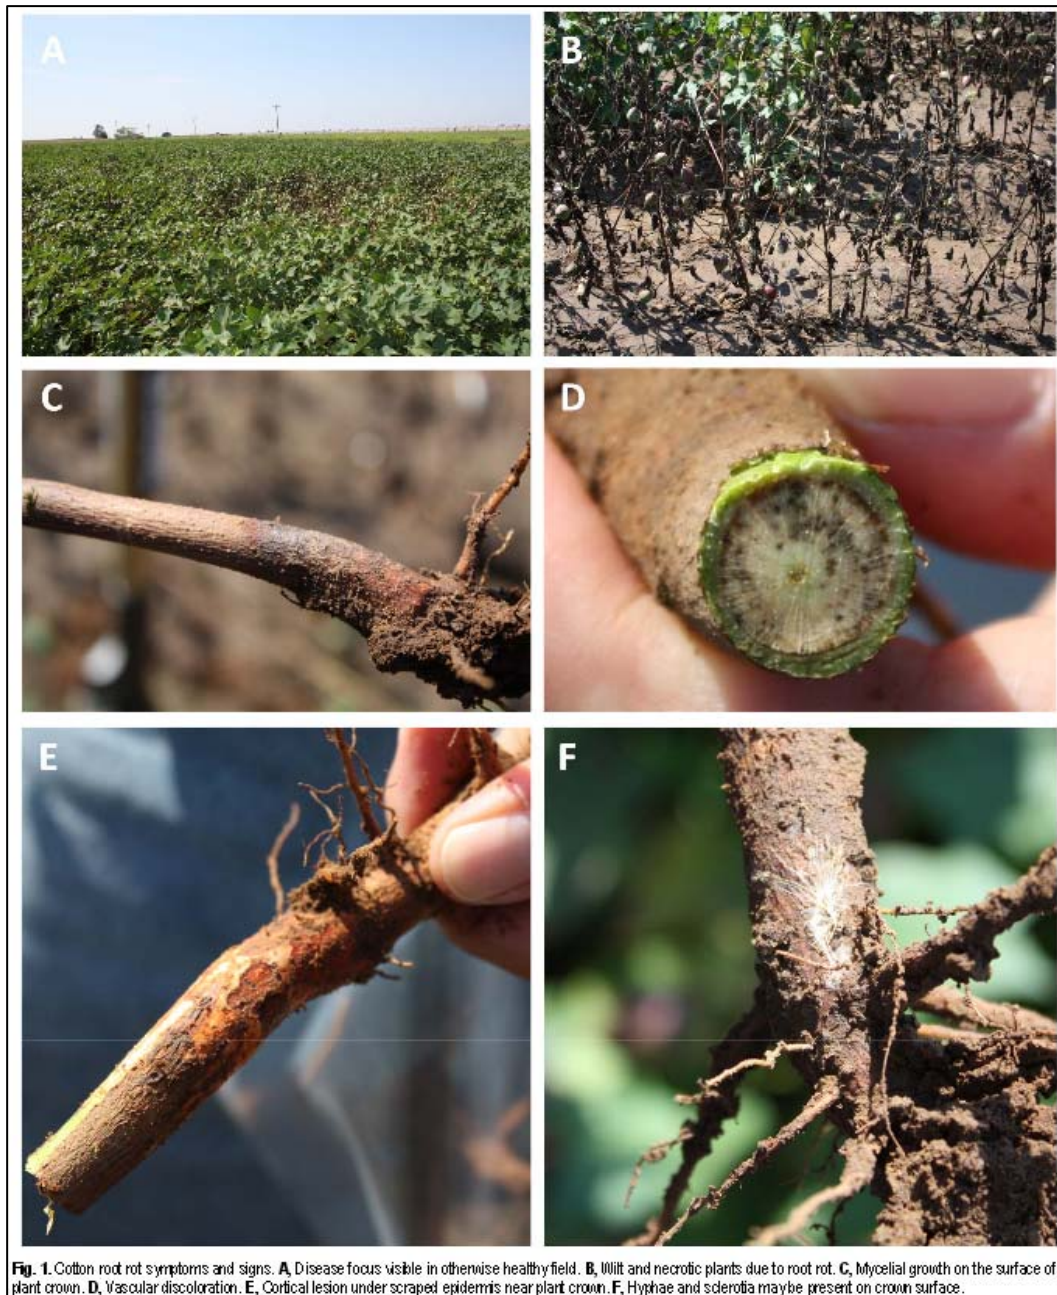 A
B
C
D
E
F
Fig. 1. Cotton root rot symptoms and signs. A, Disease focus visible in otherwise healthy field. B, Wilt and necrotic plants due to root rot. C, Mycelial growth on the surface of
plant crown. D, Vascular discoloration. E, Cortical lesion under scraped epidermis near plant crown. F, Hyphae and sclerotia may be present on crown surface.